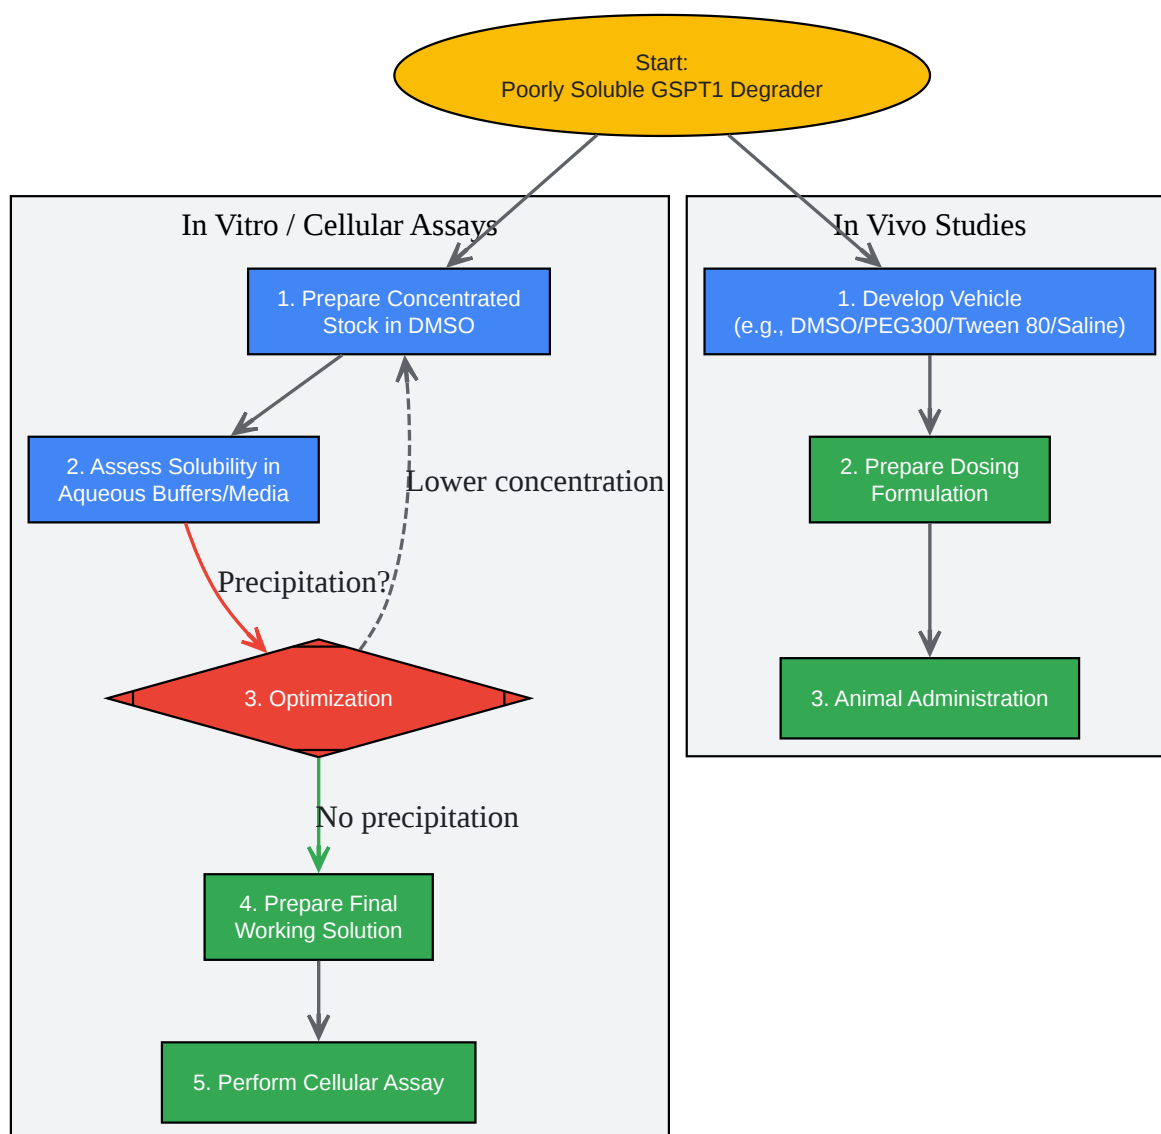 Start:
Poorly Soluble GSPT1 Degrader
In Vitro / Cellular Assays
1. Prepare Concentrated
Stock in DMSO
2. Assess Solubility in
Aqueous Buffers/Media
Lower concentration
Precipitation?
3. Optimization
No precipitation
4. Prepare Final
Working Solution
5. Perform Cellular Assay
In Vivo Studies
1. Develop Vehicle
(e.g., DMSO/PEG300/Tween 80/Saline)
2. Prepare Dosing
Formulation
3. Animal Administration